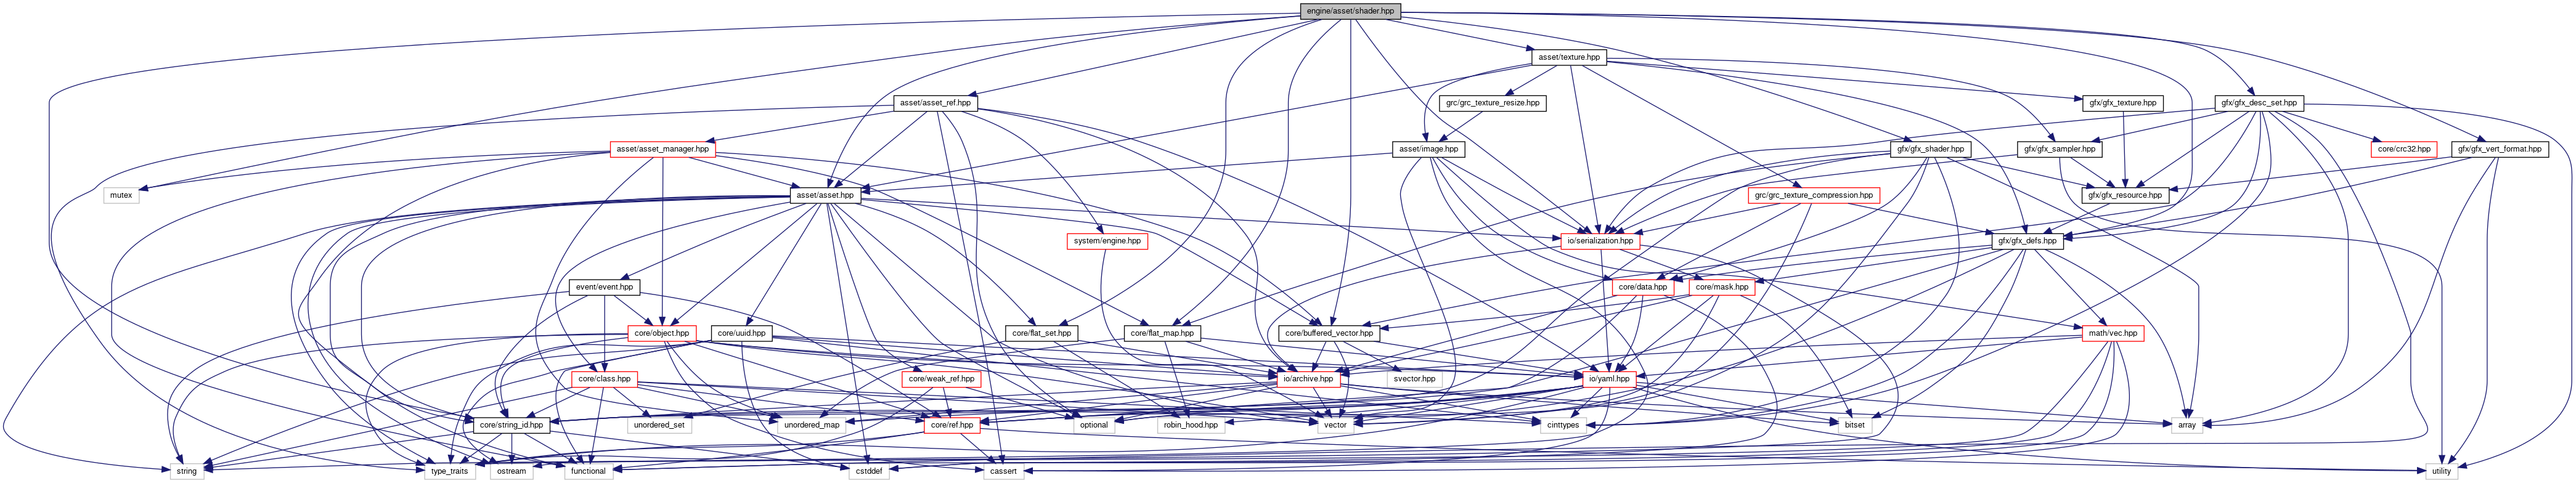 engine/asset/shader.hpp
asset/texture.hpp
asset/asset_ref.hpp
grc/grc_texture_resize.hpp
gfx/gfx_texture.hpp
gfx/gfx_desc_set.hpp
asset/asset_manager.hpp
asset/image.hpp
gfx/gfx_shader.hpp
gfx/gfx_sampler.hpp
core/crc32.hpp
gfx/gfx_vert_format.hpp
mutex
asset/asset.hpp
grc/grc_texture_compression.hpp
gfx/gfx_resource.hpp
system/engine.hpp
io/serialization.hpp
gfx/gfx_defs.hpp
event/event.hpp
core/data.hpp
core/mask.hpp
core/object.hpp
core/uuid.hpp
core/flat_set.hpp
core/flat_map.hpp
core/buffered_vector.hpp
math/vec.hpp
core/class.hpp
core/weak_ref.hpp
io/archive.hpp
svector.hpp
io/yaml.hpp
core/string_id.hpp
unordered_set
unordered_map
core/ref.hpp
optional
robin_hood.hpp
vector
cinttypes
bitset
array
string
type_traits
ostream
functional
cstddef
cassert
utility